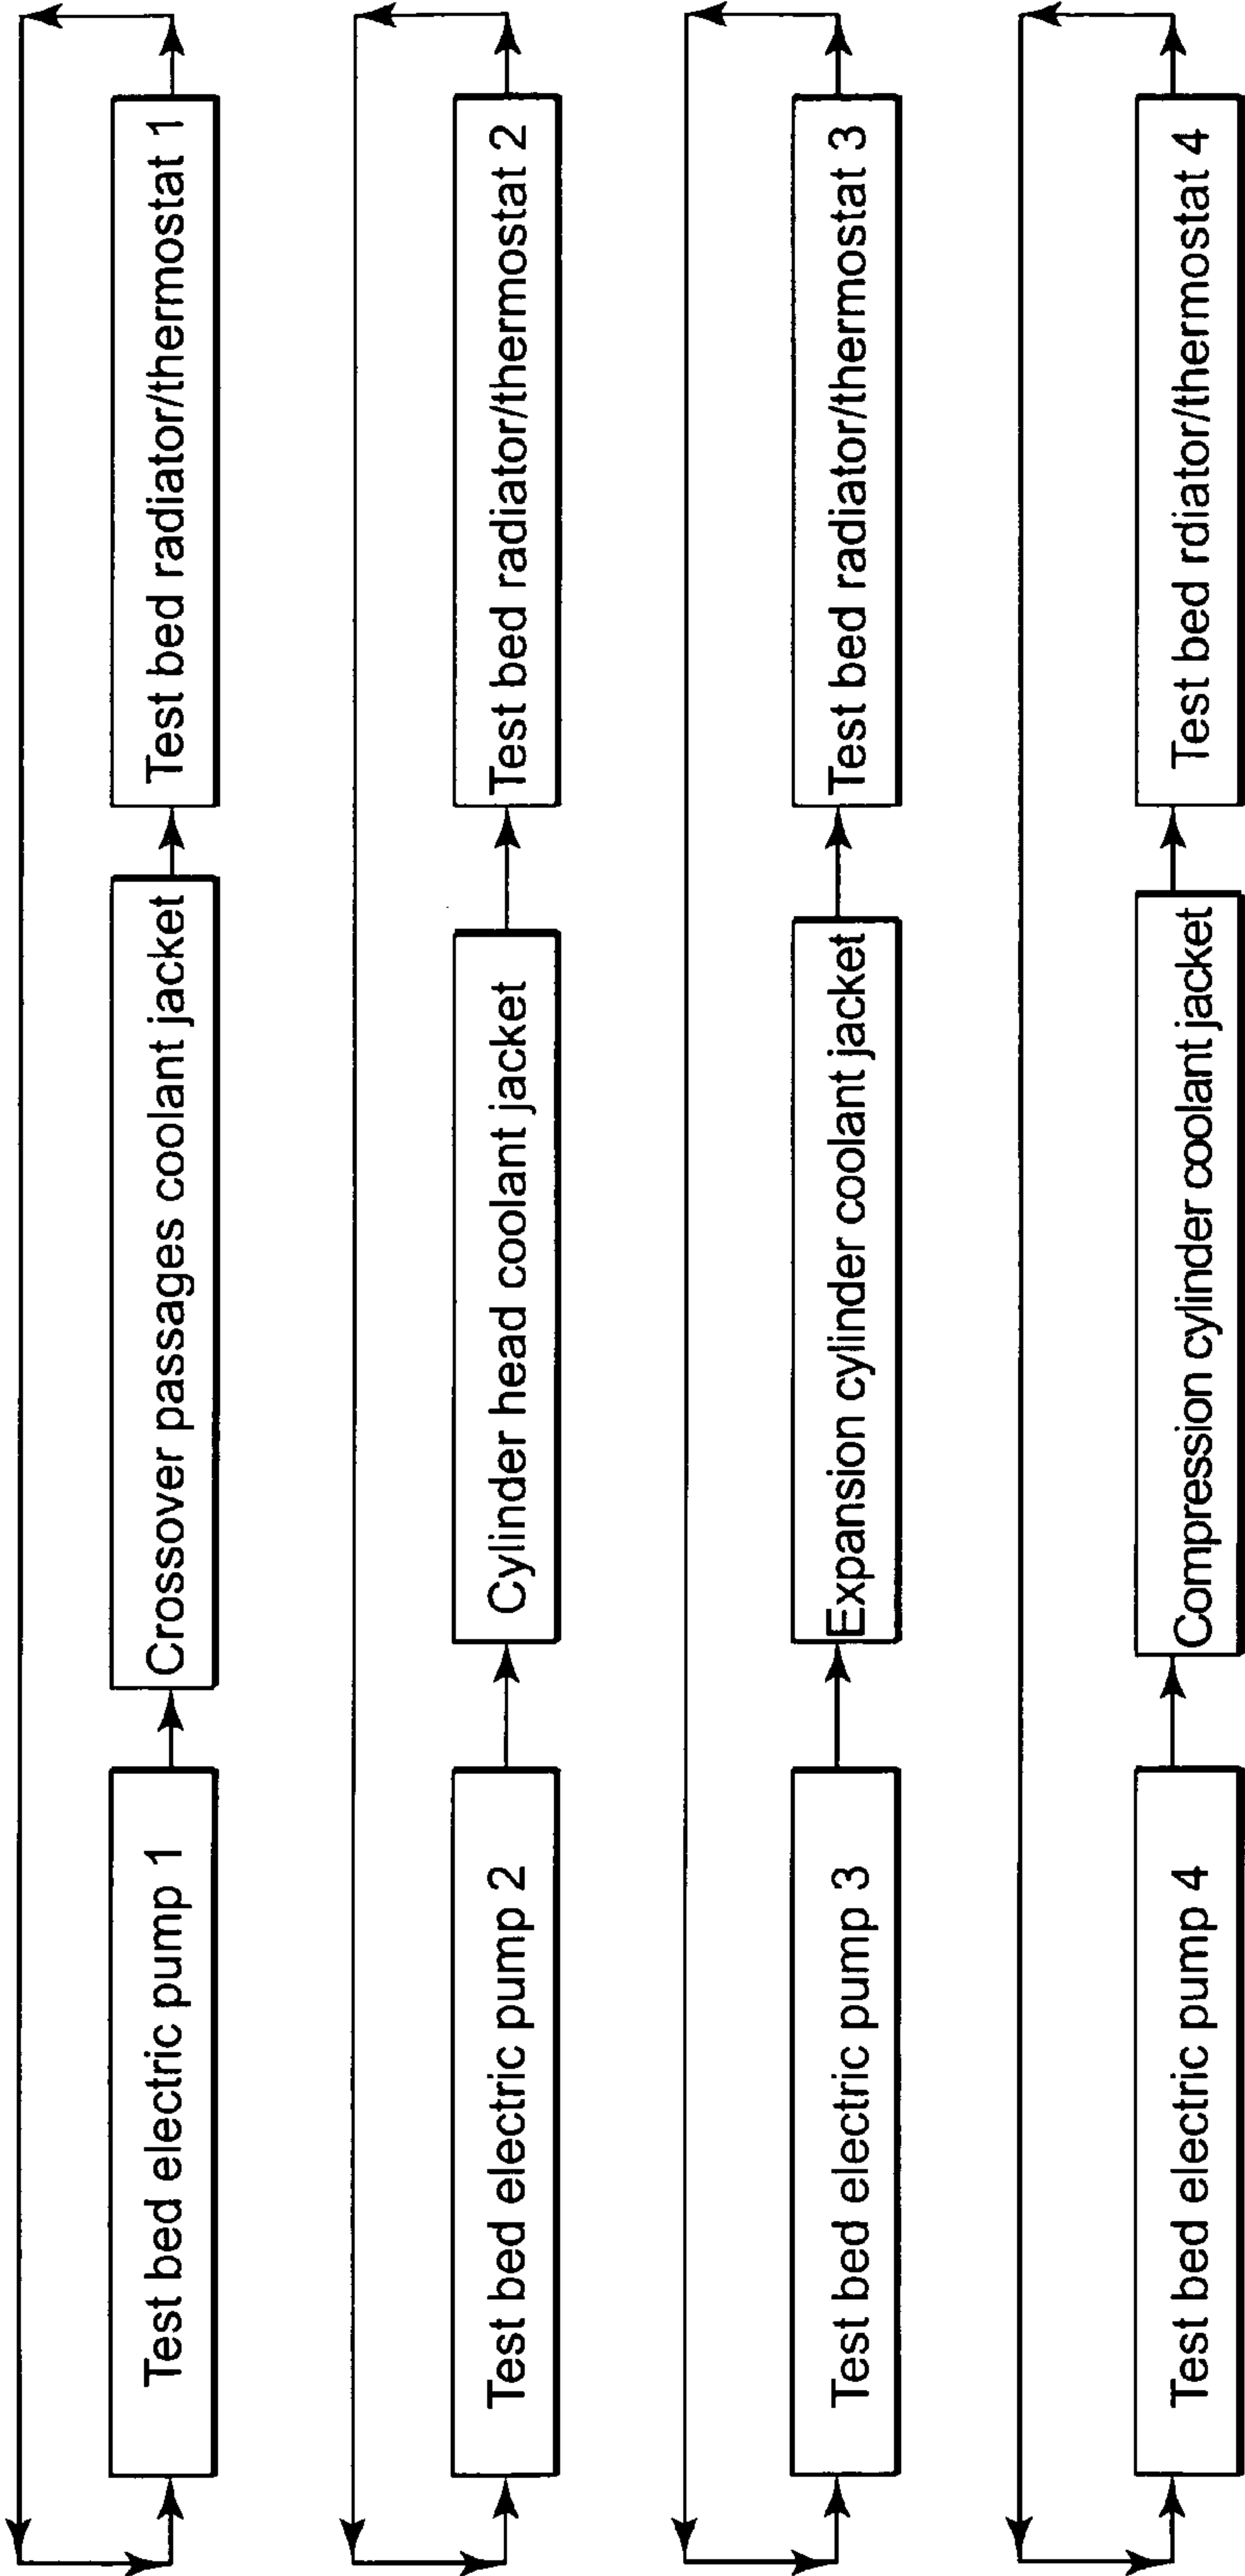 Test bed electric pump 1
Crossover passages coolant jacket
Test bed radiator/thermostat 1
Test bed electric pump 2
Cylinder head coolant jacket
Test bed radiator/thermostat 2
Test bed electric pump 3
Expansion cylinder coolant jacket
Test bed radiator/thermostat 3
Test bed electric pump 4
Compression cylinder coolant jacket
Test bed rdiator/thermostat 4